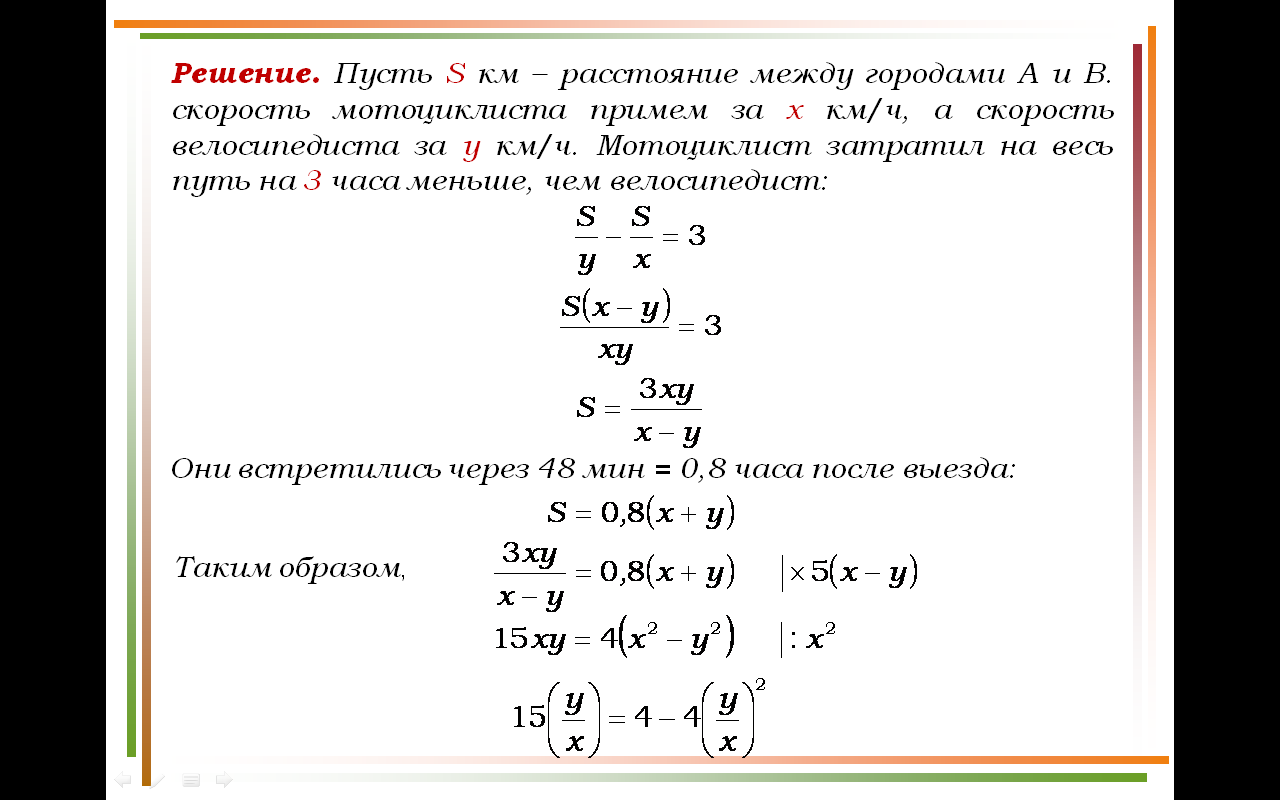 Решение. Пусть S км – расстояние между городами А и В.
скорость мотоциклиста примем за x км/ч, а скорость
велосипедиста за y км/ч. Мотоциклист затратил на весь
путь на 3 часа меньше, чем велосипедист:
S/y − S/x = 3
S(x − y)/xy = 3
S = 3xy/(x − y)
Они встретились через 48 мин = 0,8 часа после выезда:
S = 0,8(x + y)
Таким образом, 3xy/(x − y) = 0,8(x + y) |×5(x − y)
15xy = 4(x² − y²) |: x²
15(y/x) = 4 − 4(y/x)²